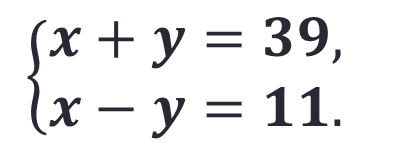 x + y = 39,
x − y = 11.